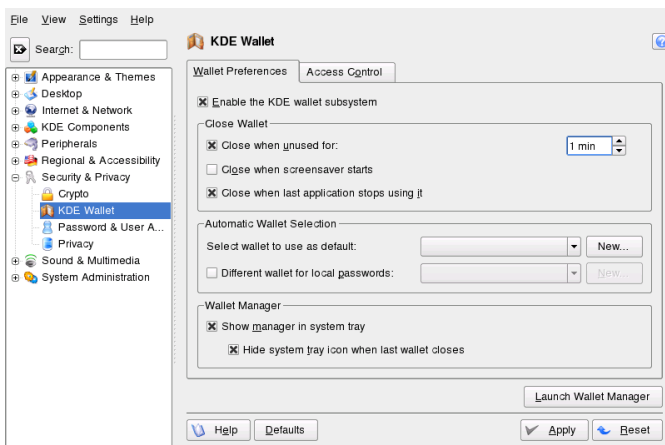 File View Settings Help
Search:
Appearance & Themes
Desktop
Internet & Network
KDE Components
Peripherals
Regional & Accessibility
Security & Privacy
Crypto
KDE Wallet
Password & User A...
Privacy
Sound & Multimedia
System Administration
KDE Wallet
Wallet Preferences Access Control
Enable the KDE wallet subsystem
Close Wallet
Close when unused for: 1 min
Close when screensaver starts
Close when last application stops using it
Automatic Wallet Selection
Select wallet to use as default: New...
Different wallet for local passwords: New...
Wallet Manager
Show manager in system tray
Hide system tray icon when last wallet closes
Launch Wallet Manager
Help Defaults Apply Reset